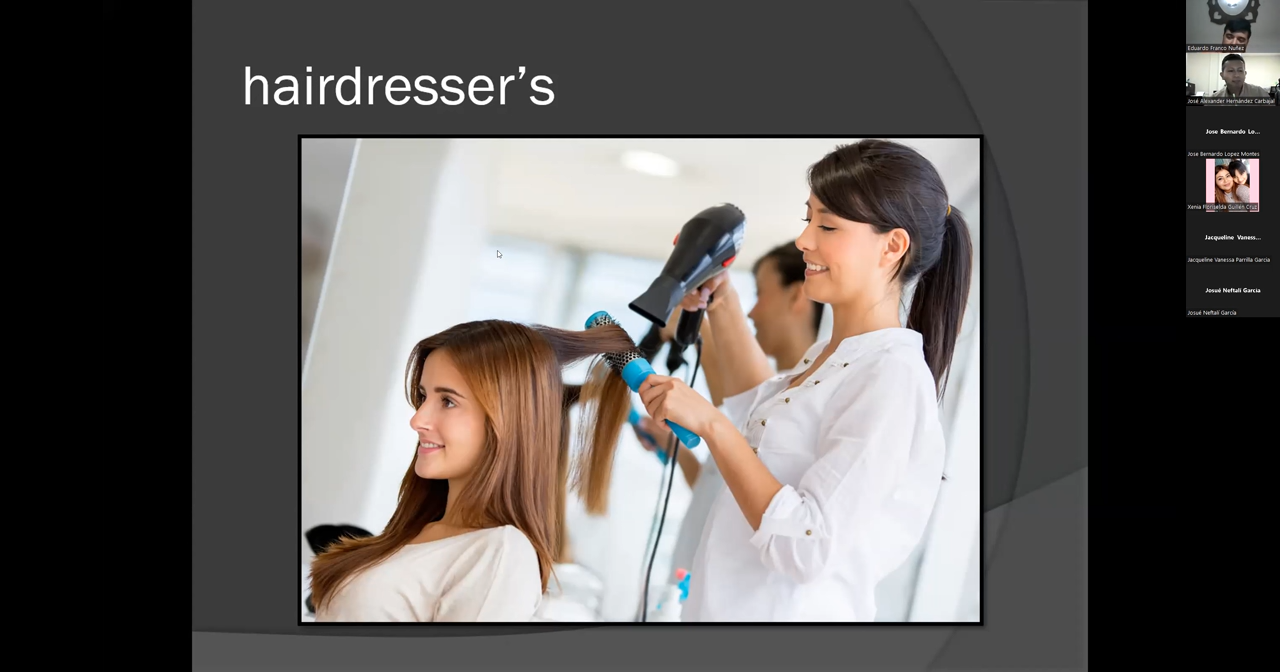 hairdresser’s
Eduardo Franco Nuñez
José Alexander Hernández Carbajal
Jose Bernardo Lo...
Jose Bernardo Lopez Montes
Xenia Floriselda Guillén Cruz
Jacqueline Vaness...
Jacqueline Vanessa Parrilla Garcia
Josué Neftalí García
Josué Neftalí García